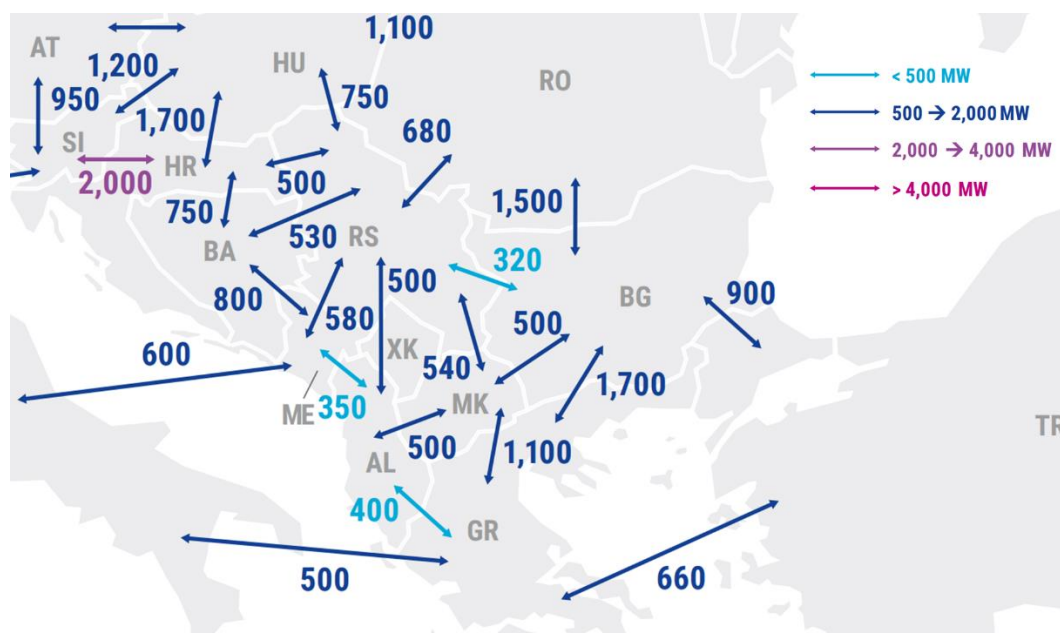 1,100
AT
1,200
HU
RO
< 500 MW
950
750
500 → 2,000 MW
1,700
680
SI
2,000 → 4,000 MW
HR
2,000
500
> 4,000 MW
750
1,500
530
RS
BA
320
500
800
BG
900
580
500
600
XK
540
1,700
ME
350
MK
TR
500
1,100
AL
400
GR
500
660